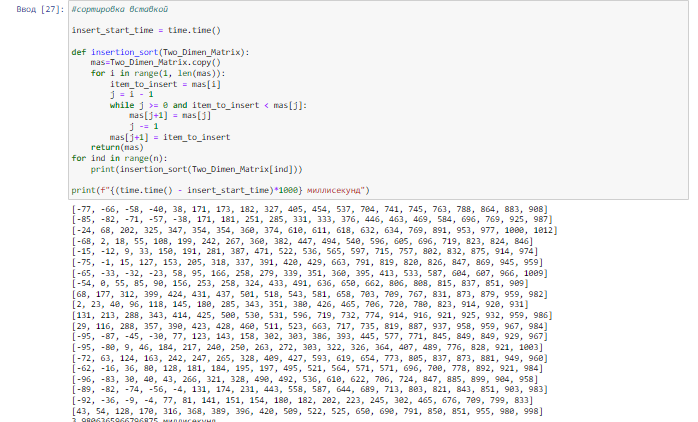 Ввод [27]: #сортировка вставкой
insert_start_time = time.time()
def insertion_sort(Two_Dimen_Matrix):
mas=Two_Dimen_Matrix.copy()
for i in range(1, len(mas)):
item_to_insert = mas[i]
j = i - 1
while j >= 0 and item_to_insert < mas[j]:
mas[j+1] = mas[j]
j -= 1
mas[j+1] = item_to_insert
return(mas)
for ind in range(n):
print(insertion_sort(Two_Dimen_Matrix[ind]))
print(f"{(time.time() - insert_start_time)*1000} миллисекунд")
[-77, -66, -58, -40, 38, 171, 173, 182, 327, 405, 454, 537, 704, 741, 745, 763, 788, 864, 883, 908]
[-85, -82, -71, -57, -38, 171, 181, 251, 285, 331, 333, 376, 446, 463, 469, 584, 696, 769, 925, 987]
[-24, 68, 202, 325, 347, 354, 354, 360, 374, 610, 611, 618, 632, 634, 769, 891, 953, 977, 1000, 1012]
[-68, 2, 18, 55, 108, 199, 242, 267, 360, 382, 447, 494, 540, 596, 605, 696, 719, 823, 824, 846]
[-15, -12, 9, 33, 150, 191, 281, 387, 471, 522, 536, 565, 597, 715, 757, 802, 832, 875, 914, 974]
[-75, -1, 15, 127, 153, 205, 318, 337, 391, 420, 429, 663, 791, 819, 820, 826, 847, 869, 945, 959]
[-65, -33, -32, -23, 58, 95, 166, 258, 279, 339, 351, 360, 395, 413, 533, 587, 604, 607, 966, 1009]
[-54, 0, 55, 85, 90, 156, 253, 258, 324, 433, 491, 636, 650, 662, 806, 808, 815, 837, 851, 909]
[68, 177, 312, 399, 424, 431, 437, 501, 518, 543, 581, 658, 703, 709, 767, 831, 873, 879, 959, 982]
[2, 23, 40, 96, 118, 145, 180, 285, 343, 351, 380, 426, 465, 706, 720, 780, 823, 914, 920, 931]
[131, 213, 288, 343, 414, 425, 500, 530, 531, 596, 719, 732, 774, 914, 916, 921, 925, 932, 959, 986]
[29, 116, 288, 357, 390, 423, 428, 460, 511, 523, 663, 717, 735, 819, 887, 937, 958, 959, 967, 984]
[-95, -87, -45, -30, 77, 123, 143, 158, 302, 303, 386, 393, 445, 577, 771, 845, 849, 849, 929, 967]
[-95, -80, 9, 46, 184, 217, 240, 250, 263, 272, 303, 322, 326, 364, 407, 489, 776, 828, 921, 1003]
[-72, 63, 124, 163, 242, 247, 265, 328, 409, 427, 593, 619, 654, 773, 805, 837, 873, 881, 949, 960]
[-62, -16, 36, 80, 128, 181, 184, 195, 197, 495, 521, 564, 571, 571, 696, 700, 778, 892, 921, 984]
[-96, -83, 30, 40, 43, 266, 321, 328, 490, 492, 536, 610, 622, 706, 724, 847, 885, 899, 904, 958]
[-89, -82, -74, -56, -4, 131, 174, 231, 443, 558, 587, 644, 689, 713, 803, 821, 843, 851, 903, 983]
[-92, -36, -9, -4, 77, 81, 141, 151, 154, 180, 182, 202, 223, 245, 302, 465, 676, 709, 799, 833]
[43, 54, 128, 170, 316, 368, 389, 396, 420, 509, 522, 525, 650, 690, 791, 850, 851, 955, 980, 998]
3.9806365966796875 миллисекунд